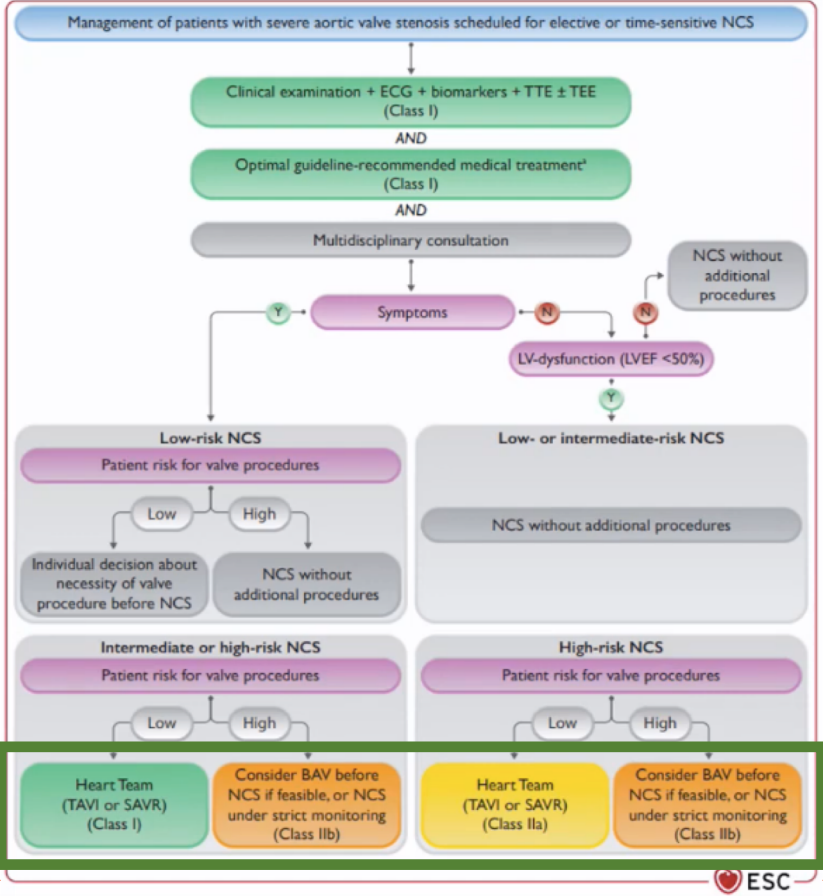 Management of patients with severe aortic valve stenosis scheduled for elective or time-sensitive NCS
Clinical examination + ECG + biomarkers + TTE ± TEE
(Class I)
AND
Optimal guideline-recommended medical treatmentᵃ
(Class I)
AND
Multidisciplinary consultation
NCS without
additional
procedures
Y
Symptoms
N
N
LV-dysfunction (LVEF <50%)
Y
Low-risk NCS
Patient risk for valve procedures
Low
High
Individual decision about
necessity of valve
procedure before NCS
NCS without
additional procedures
Low- or intermediate-risk NCS
NCS without additional procedures
Intermediate or high-risk NCS
Patient risk for valve procedures
Low
High
Heart Team
(TAVI or SAVR)
(Class I)
Consider BAV before
NCS if feasible, or NCS
under strict monitoring
(Class IIb)
High-risk NCS
Patient risk for valve procedures
Low
High
Heart Team
(TAVI or SAVR)
(Class IIa)
Consider BAV before
NCS if feasible, or NCS
under strict monitoring
(Class IIb)
ESC